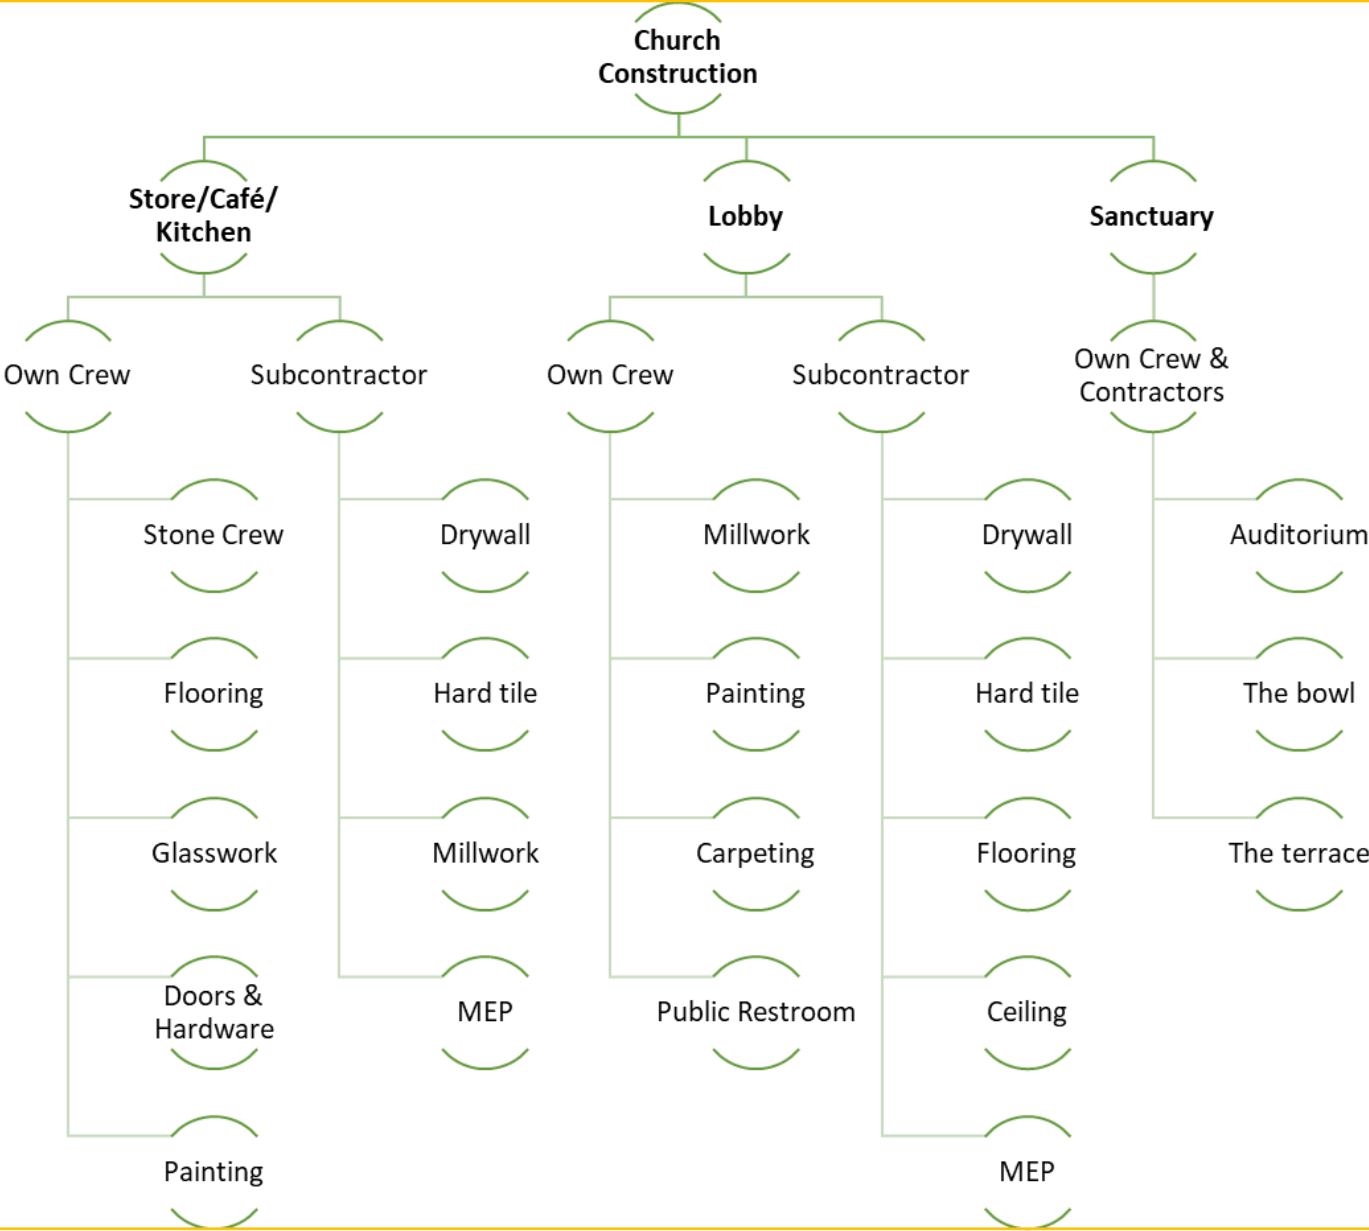 Church
Construction
Store/Café/
Kitchen
Lobby
Sanctuary
Own Crew
Subcontractor
Own Crew
Subcontractor
Own Crew &
Contractors
Stone Crew
Drywall
Millwork
Drywall
Auditorium
Flooring
Hard tile
Painting
Hard tile
The bowl
Glasswork
Millwork
Carpeting
Flooring
The terrace
Doors &
Hardware
MEP
Public Restroom
Ceiling
Painting
MEP